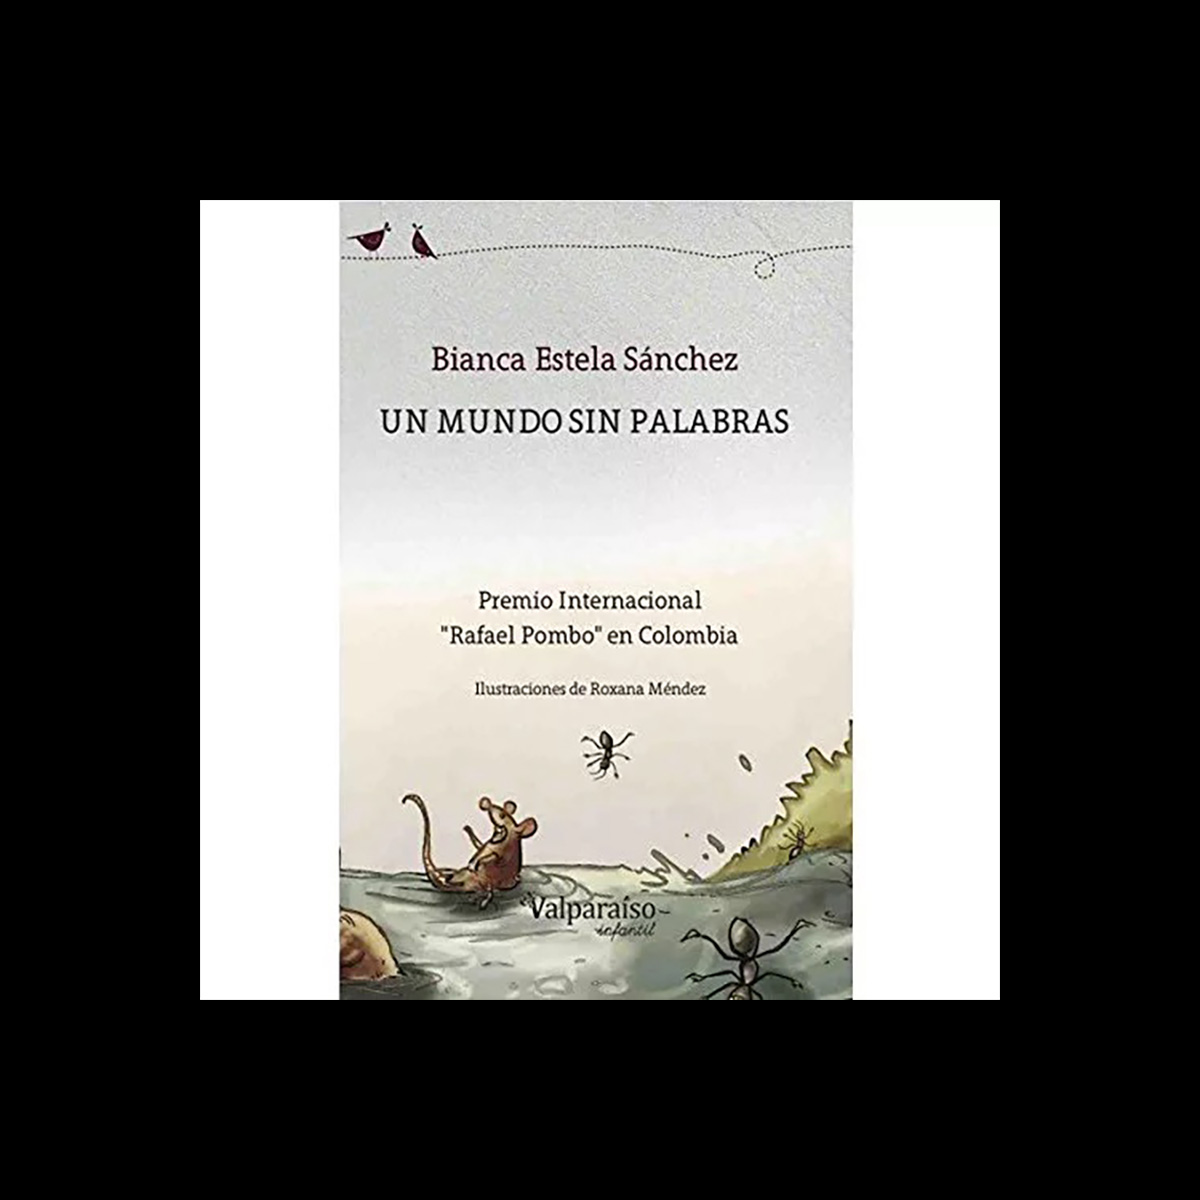 Bianca Estela Sánchez
UN MUNDO SIN PALABRAS
Premio Internacional
"Rafael Pombo" en Colombia
Ilustraciones de Roxana Méndez
Valparaíso
infantil